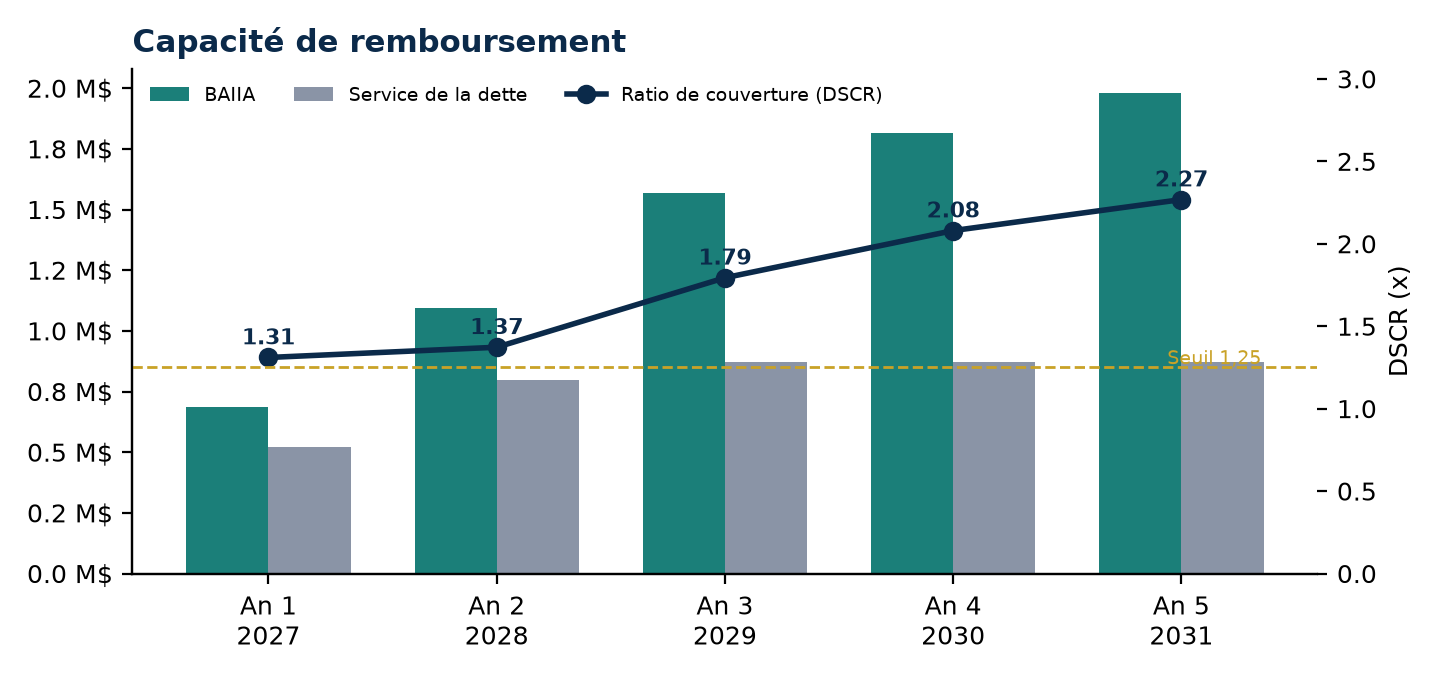 Capacité de remboursement
BAIIA
Service de la dette
Ratio de couverture (DSCR)
2.0 M$
1.8 M$
1.5 M$
1.2 M$
1.0 M$
0.8 M$
0.5 M$
0.2 M$
0.0 M$
1.31
1.37
1.79
2.08
2.27
Seuil 1.25
3.0
2.5
2.0
1.5
1.0
0.5
0.0
DSCR (x)
An 1
2027
An 2
2028
An 3
2029
An 4
2030
An 5
2031